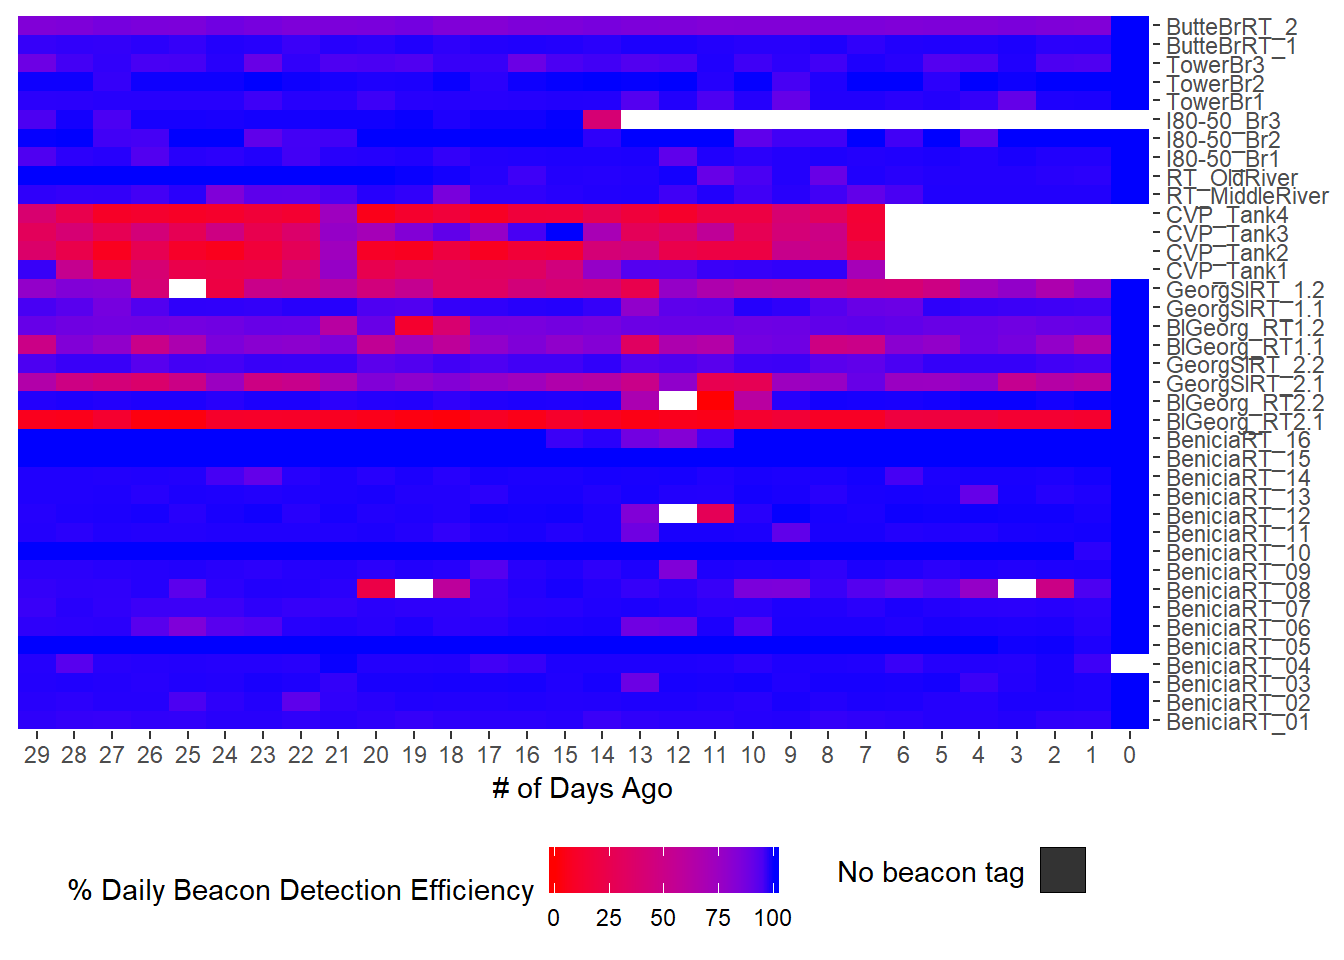 ButteBrRT_2
ButteBrRT_1
TowerBr3
TowerBr2
TowerBr1
I80-50_Br3
I80-50_Br2
I80-50_Br1
RT_OldRiver
RT_MiddleRiver
CVP_Tank4
CVP_Tank3
CVP_Tank2
CVP_Tank1
GeorgSlRT_1.2
GeorgSlRT_1.1
BlGeorg_RT1.2
BlGeorg_RT1.1
GeorgSlRT_2.2
GeorgSlRT_2.1
BlGeorg_RT2.2
BlGeorg_RT2.1
BeniciaRT_16
BeniciaRT_15
BeniciaRT_14
BeniciaRT_13
BeniciaRT_12
BeniciaRT_11
BeniciaRT_10
BeniciaRT_09
BeniciaRT_08
BeniciaRT_07
BeniciaRT_06
BeniciaRT_05
BeniciaRT_04
BeniciaRT_03
BeniciaRT_02
BeniciaRT_01
29 28 27 26 25 24 23 22 21 20 19 18 17 16 15 14 13 12 11 10 9 8 7 6 5 4 3 2 1 0
# of Days Ago
% Daily Beacon Detection Efficiency
0 25 50 75 100
No beacon tag